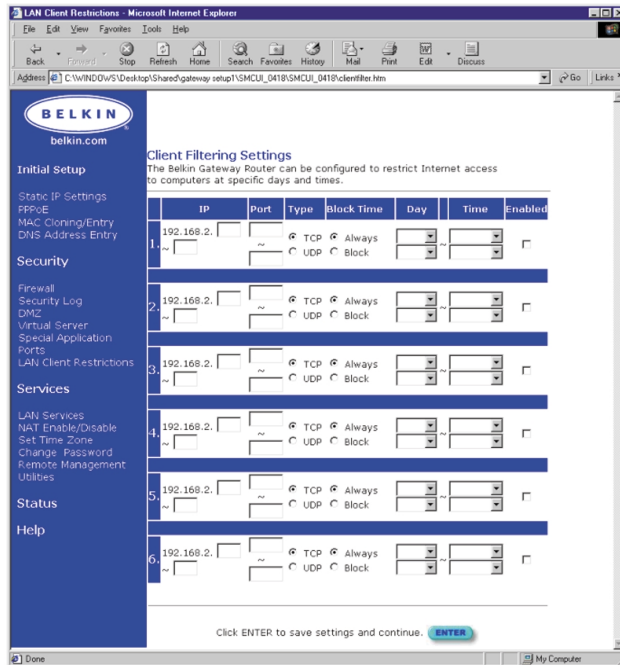 LAN Client Restrictions - Microsoft Internet Explorer
File Edit View Favorites Tools Help
Back Forward Stop Refresh Home Search Favorites History Mail Print Edit Discuss
Address C:\WINDOWS\Desktop\Shared\gateway setup1\SMCUI_0418\SMCUI_0418\clientfilter.htm Go Links
BELKIN
belkin.com
Initial Setup
Static IP Settings
PPPoE
MAC Cloning/Entry
DNS Address Entry
Security
Firewall
Security Log
DMZ
Virtual Server
Special Application
Ports
LAN Client Restrictions
Services
LAN Services
NAT Enable/Disable
Set Time Zone
Change Password
Remote Management
Utilities
Status
Help
Client Filtering Settings
The Belkin Gateway Router can be configured to restrict Internet access
to computers at specific days and times.
IP Port Type Block Time Day Time Enabled
1. 192.168.2. TCP Always ~
~ ~ UDP Block
2. 192.168.2. TCP Always ~
~ ~ UDP Block
3. 192.168.2. TCP Always ~
~ ~ UDP Block
4. 192.168.2. TCP Always ~
~ ~ UDP Block
5. 192.168.2. TCP Always ~
~ ~ UDP Block
6. 192.168.2. TCP Always ~
~ ~ UDP Block
Click ENTER to save settings and continue. ENTER
Done My Computer